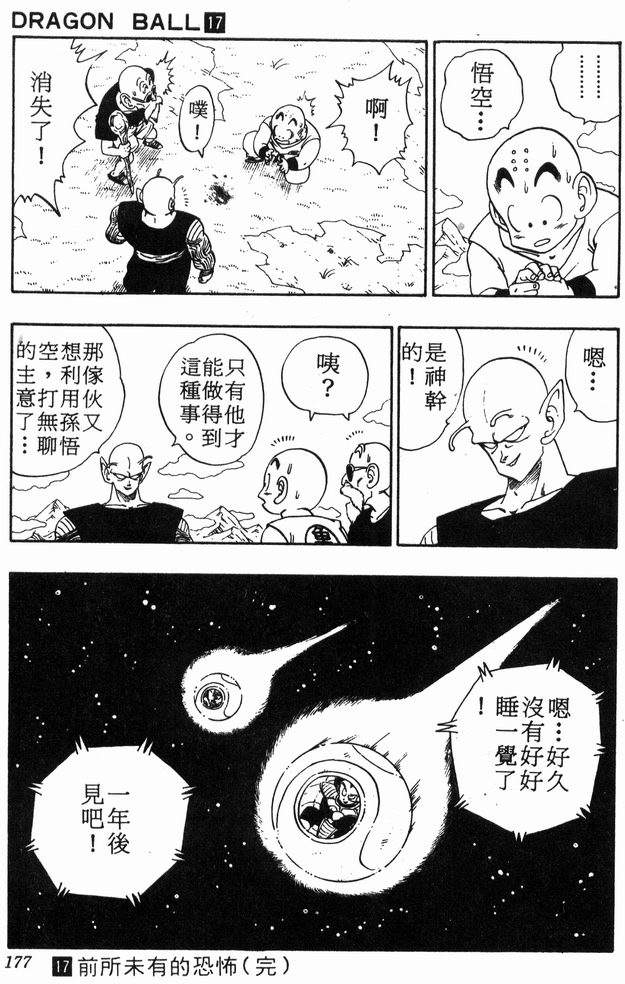 DRAGON BALL 17
⋯⋯
悟空⋯
啊！
噗！
消失了！
嗯⋯
是神幹
的！
咦？
只有他才
能做得到
這種事。
那傢伙又
想利用孫悟
空，打無聊
的主意了⋯
嗯⋯好久
沒有好好
睡一覺了
！
一年後
見吧！
177 17 前所未有的恐怖(完)